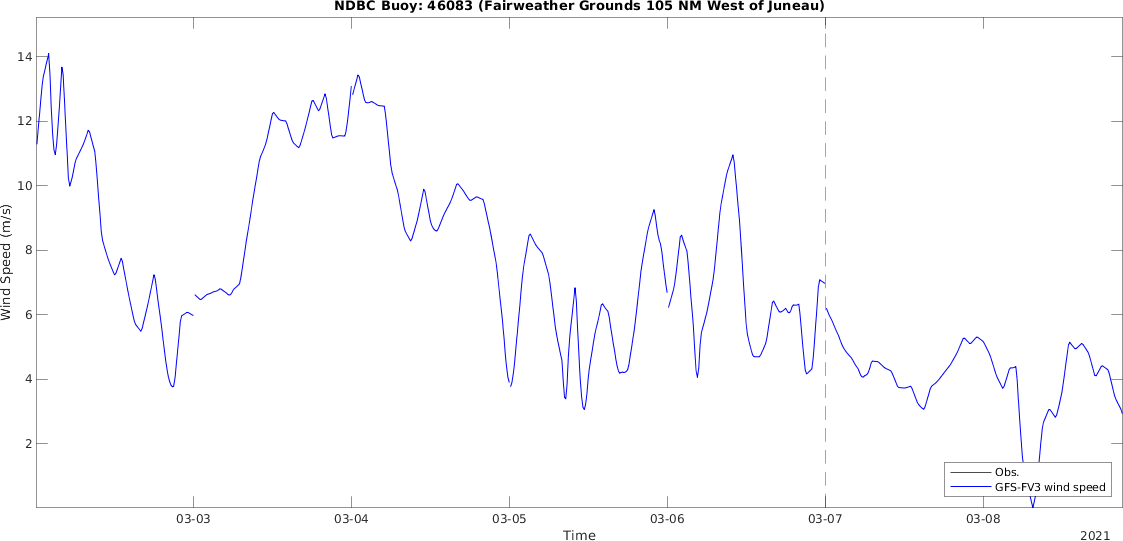 NDBC Buoy: 46083 (Fairweather Grounds 105 NM West of Juneau)
Wind Speed (m/s)
14
12
10
8
6
4
2
Obs.
GFS-FV3 wind speed
03-03
03-04
03-05
03-06
03-07
03-08
Time
2021